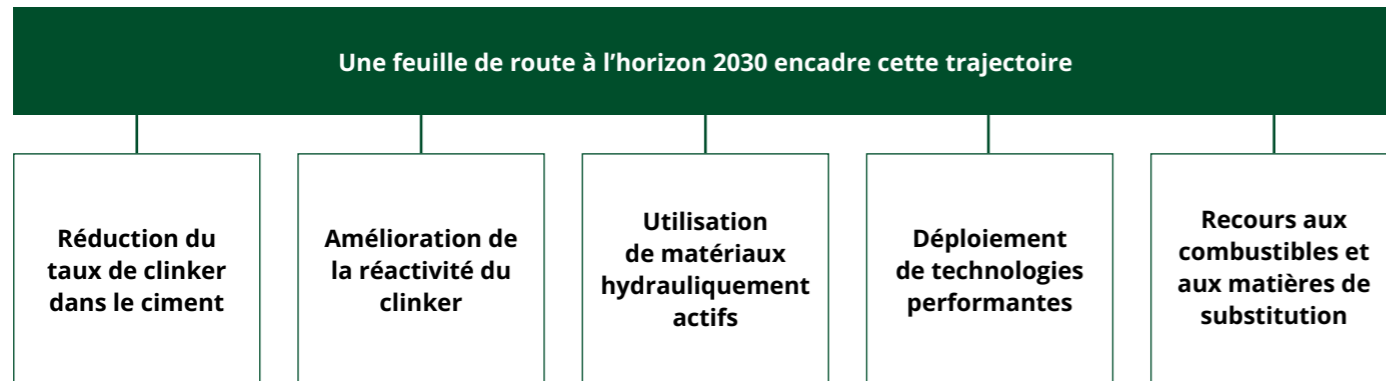 Une feuille de route à l’horizon 2030 encadre cette trajectoire
Réduction du
taux de clinker
dans le ciment
Amélioration de
la réactivité du
clinker
Utilisation
de matériaux
hydrauliquement
actifs
Déploiement
de technologies
performantes
Recours aux
combustibles et
aux matières de
substitution